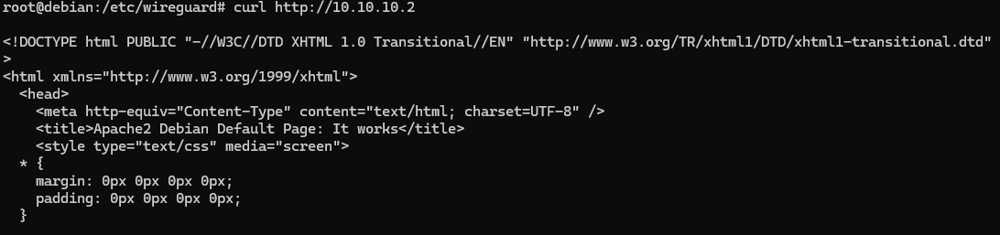 root@debian:/etc/wireguard# curl http://10.10.10.2
<!DOCTYPE html PUBLIC "-//W3C//DTD XHTML 1.0 Transitional//EN" "http://www.w3.org/TR/xhtml1/DTD/xhtml1-transitional.dtd"
>
<html xmlns="http://www.w3.org/1999/xhtml">
  <head>
    <meta http-equiv="Content-Type" content="text/html; charset=UTF-8" />
    <title>Apache2 Debian Default Page: It works</title>
    <style type="text/css" media="screen">
  * {
    margin: 0px 0px 0px 0px;
    padding: 0px 0px 0px 0px;
  }